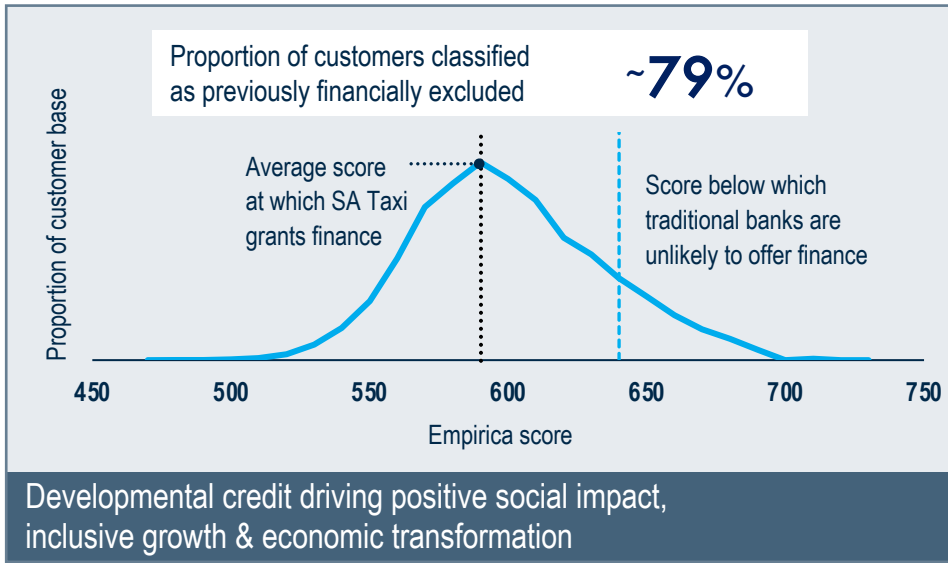 Proportion of customers classified
as previously financially excluded
~79%
Proportion of customer base
Average score
at which SA Taxi
grants finance
Score below which
traditional banks are
unlikely to offer finance
450 500 550 600 650 700 750
Empirica score
Developmental credit driving positive social impact,
inclusive growth & economic transformation